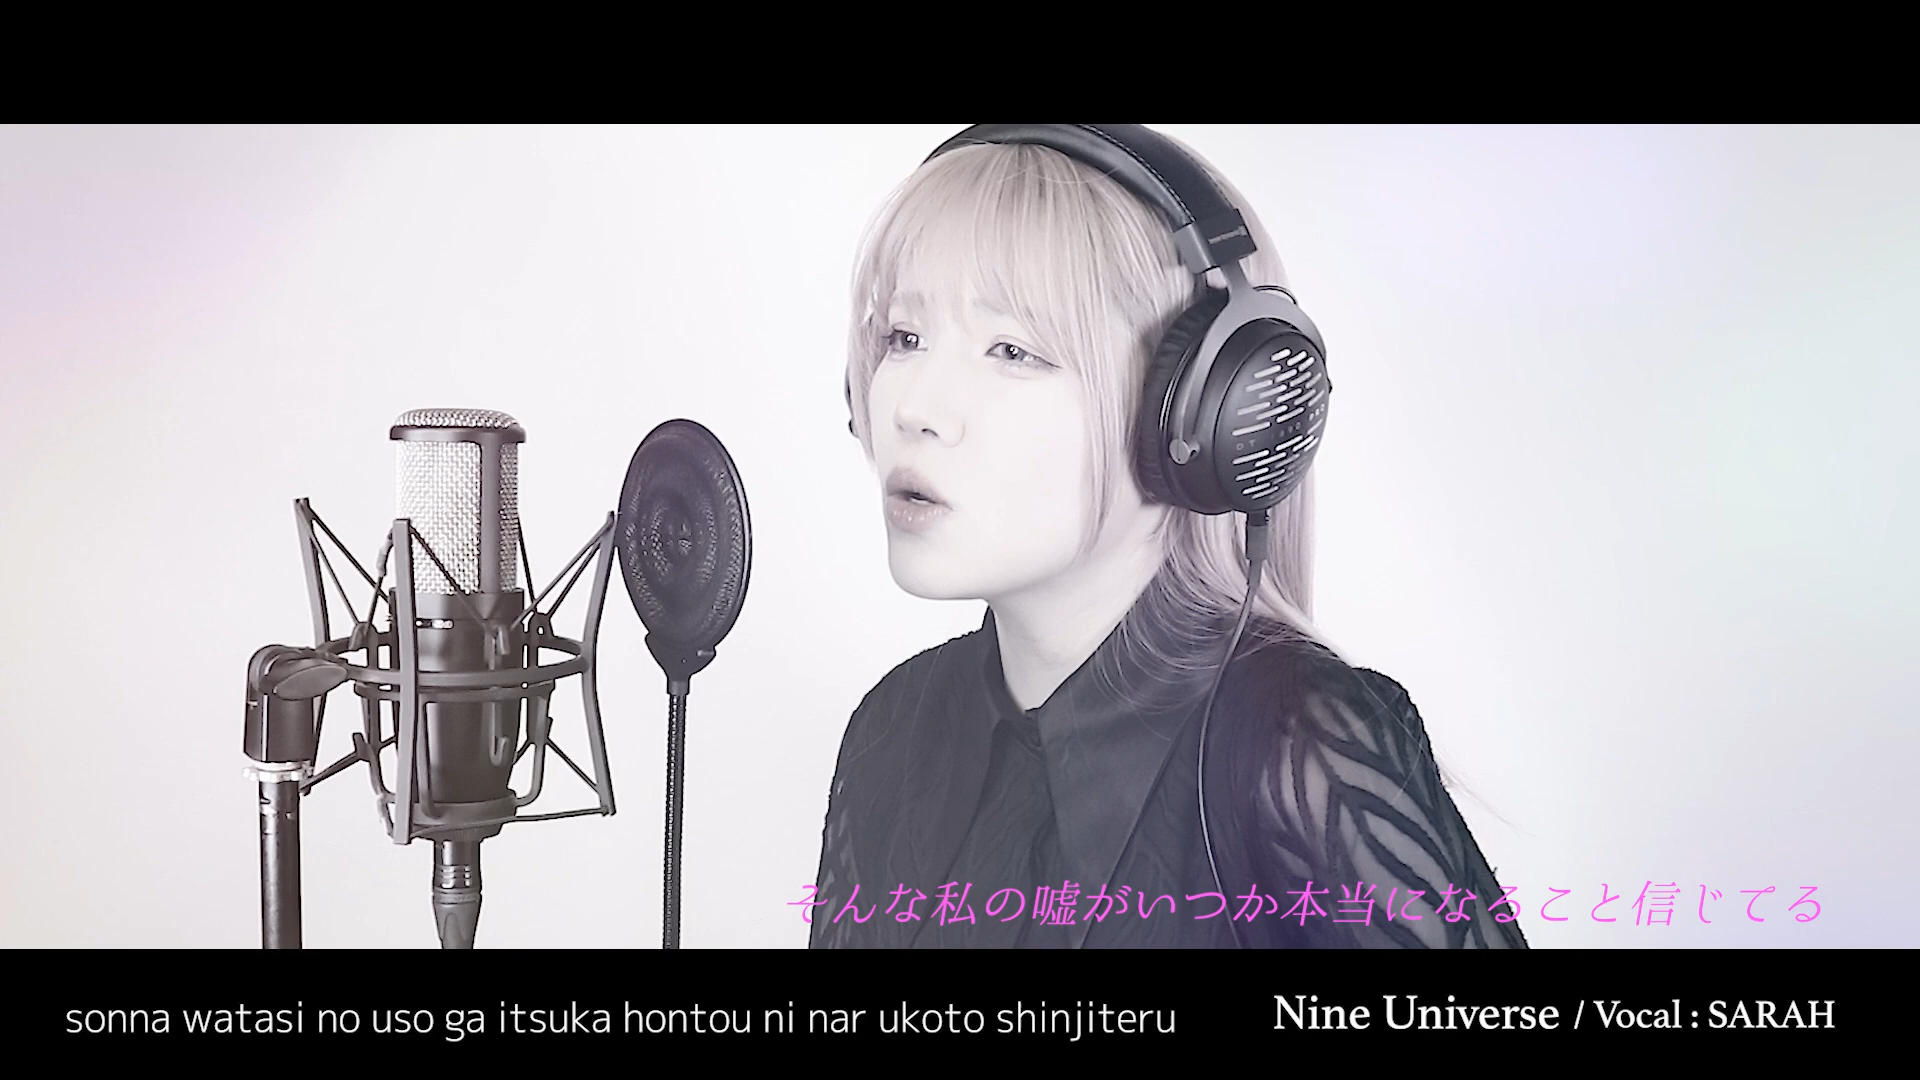 そんな私の嘘がいつか本当になること信じてる
sonna watasi no uso ga itsuka hontou ni nar ukoto shinjiteru
Nine Universe / Vocal : SARAH